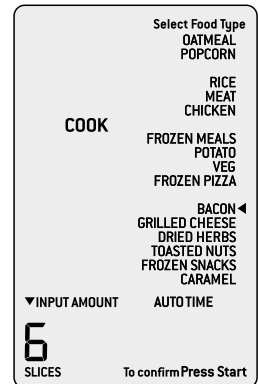 Select Food Type
OATMEAL
POPCORN
RICE
MEAT
CHICKEN
COOK
FROZEN MEALS
POTATO
VEG
FROZEN PIZZA
BACON◄
GRILLED CHEESE
DRIED HERBS
TOASTED NUTS
FROZEN SNACKS
CARAMEL
▼INPUT AMOUNT AUTO TIME
6
SLICES To confirm Press Start